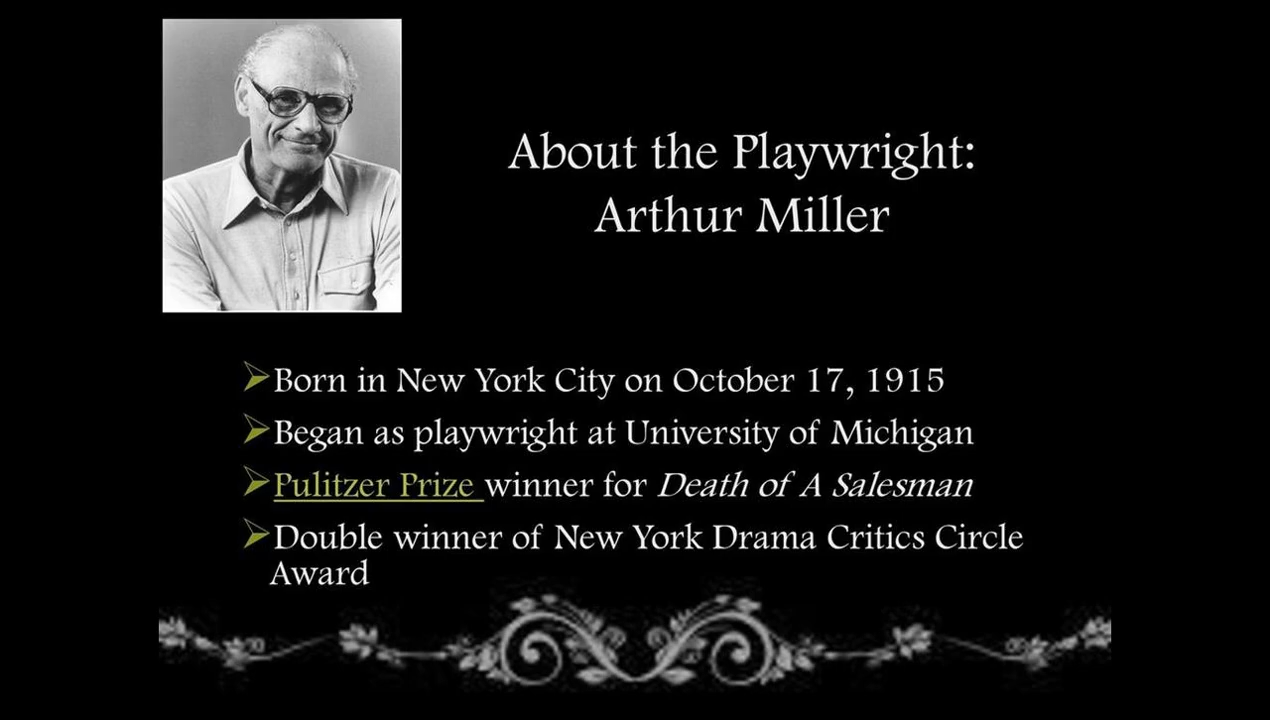 About the Playwright:
Arthur Miller
Born in New York City on October 17, 1915
Began as playwright at University of Michigan
Pulitzer Prize winner for Death of A Salesman
Double winner of New York Drama Critics Circle
Award